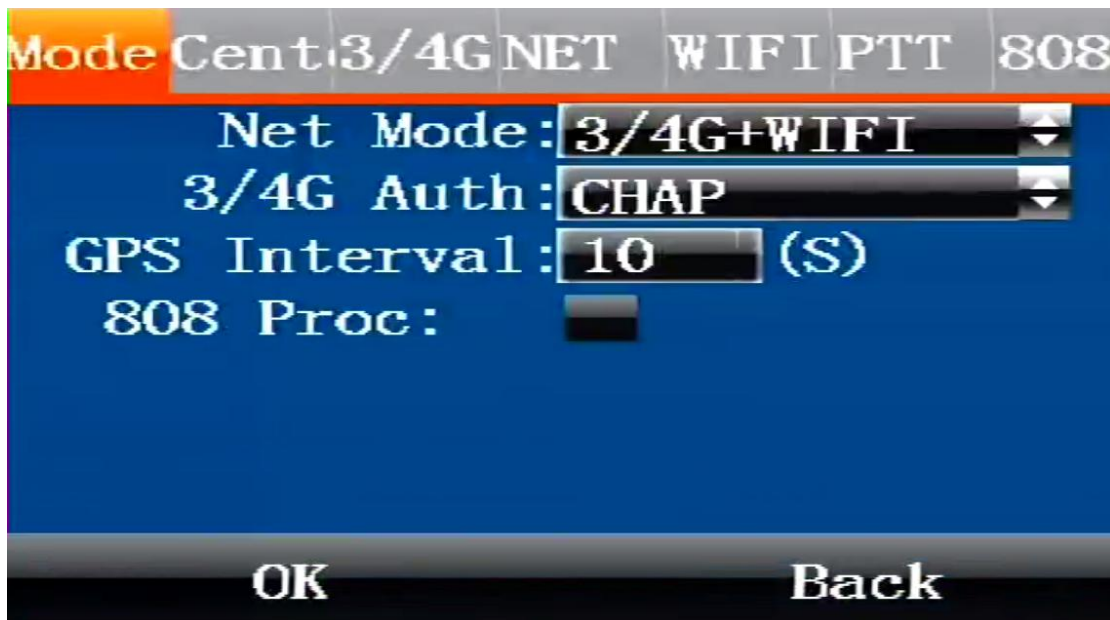 Mode Cent 3/4G NET WIFI PTT 808
Net Mode: 3/4G+WIFI
3/4G Auth: CHAP
GPS Interval: 10 (S)
808 Proc:
OK Back